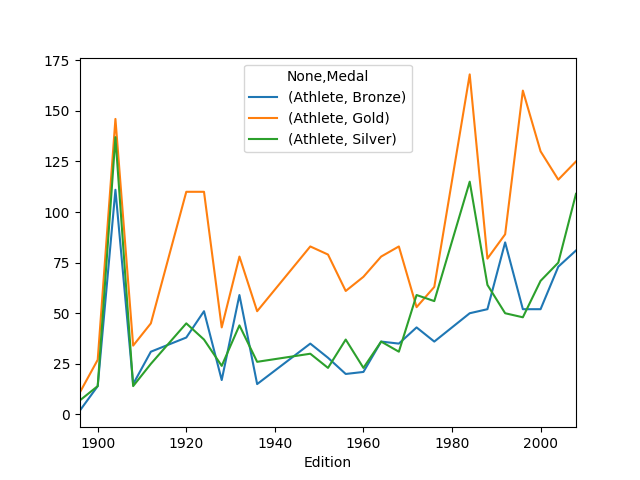 175
150
125
100
75
50
25
0
None,Medal
(Athlete, Bronze)
(Athlete, Gold)
(Athlete, Silver)
1900 1920 1940 1960 1980 2000
Edition